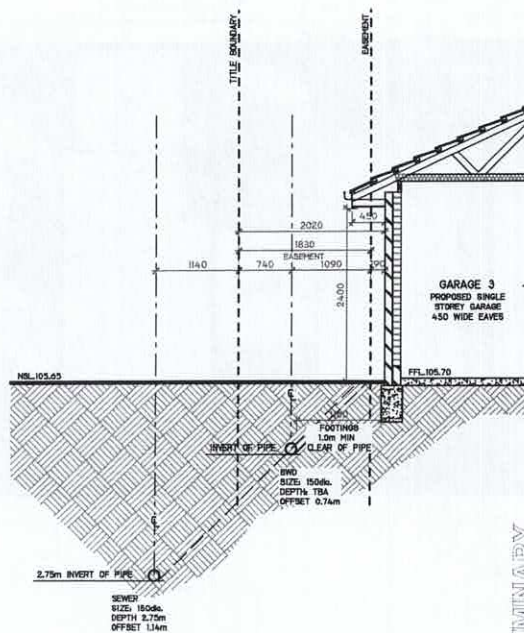 TITLE BOUNDARY
EASEMENT
450
2020
1830
EASEMENT
1140
740
1090
190
2400
GARAGE 3
PROPOSED SINGLE
STOREY GARAGE
450 WIDE EAVES
NSL.105.65
FFL.105.70
FOOTINGS
1.0m MIN
INVERT OF PIPE
CLEAR OF PIPE
SWD
SIZE: 150dia.
DEPTH: TBA
OFFSET 0.74m
2.75m INVERT OF PIPE
SEWER
SIZE: 150dia.
DEPTH 2.75m
OFFSET 1.14m
MINARY